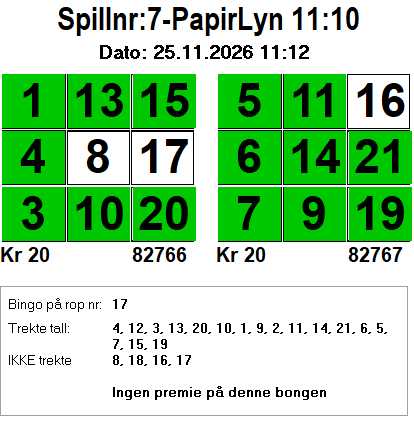 Spillnr:7-PapirLyn 11:10
Dato: 25.11.2026 11:12
1 13 15 5 11 16
4 8 17 6 14 21
3 10 20 7 9 19
Kr 20 82766 Kr 20 82767
Bingo på rop nr: 17
Trekte tall: 4, 12, 3, 13, 20, 10, 1, 9, 2, 11, 14, 21, 6, 5,
7, 15, 19
IKKE trekte 8, 18, 16, 17
Ingen premie på denne bongen